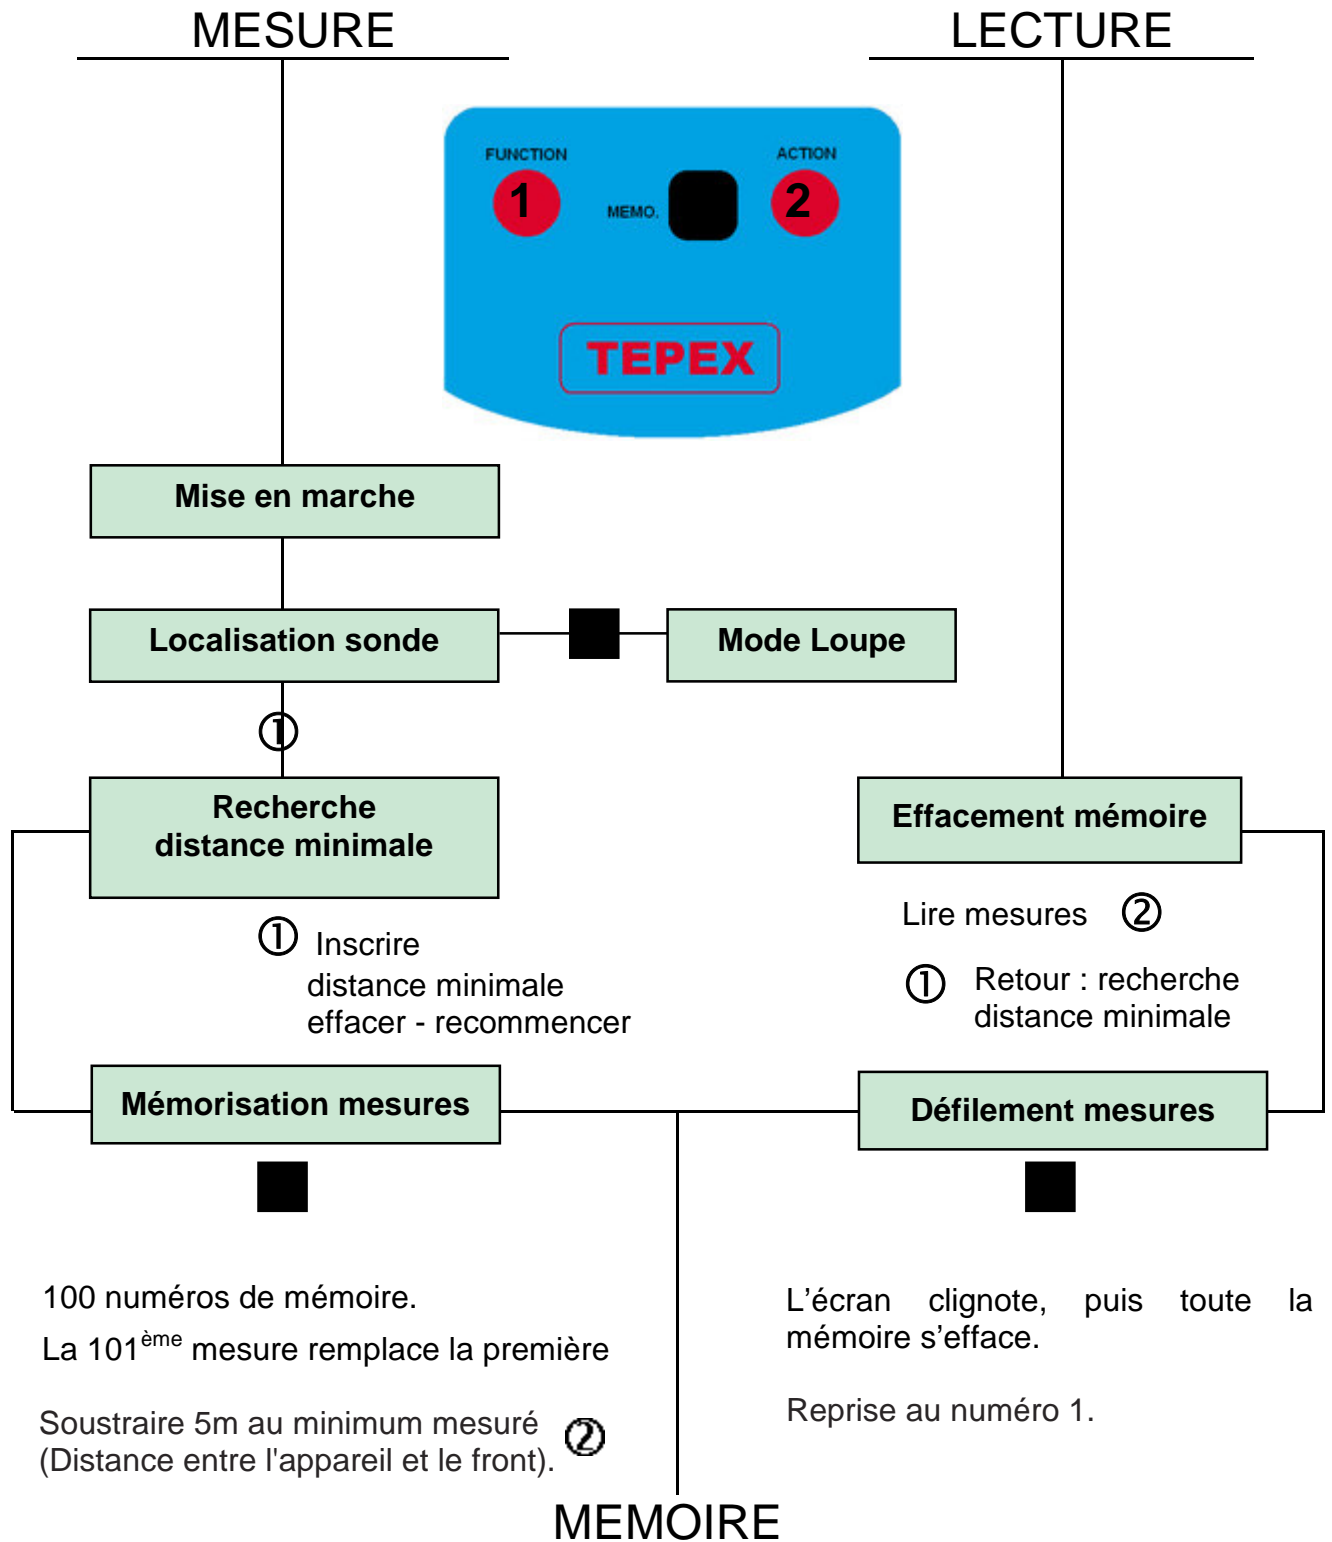 MESURE
LECTURE
FUNCTION
ACTION
1
MEMO.
2
TEPEX
Mise en marche
Localisation sonde
Mode Loupe
①
Recherche
distance minimale
Effacement mémoire
① Inscrire
distance minimale
effacer - recommencer
Lire mesures ②
① Retour : recherche
distance minimale
Mémorisation mesures
Défilement mesures
100 numéros de mémoire.
La 101ème mesure remplace la première
Soustraire 5m au minimum mesuré ②
(Distance entre l'appareil et le front).
L’écran clignote, puis toute la
mémoire s’efface.
Reprise au numéro 1.
MEMOIRE